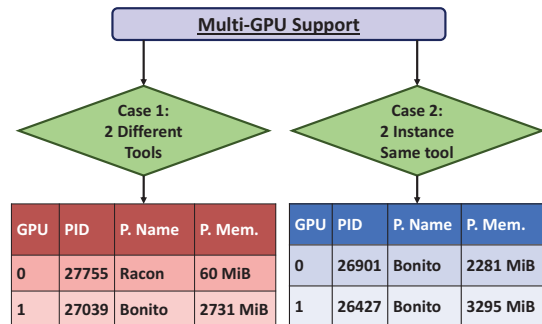 Multi-GPU Support
Case 1:
2 Different
Tools
Case 2:
2 Instance
Same tool
GPU PID P. Name P. Mem.
0 27755 Racon 60 MiB
1 27039 Bonito 2731 MiB
GPU PID P. Name P. Mem.
0 26901 Bonito 2281 MiB
1 26427 Bonito 3295 MiB